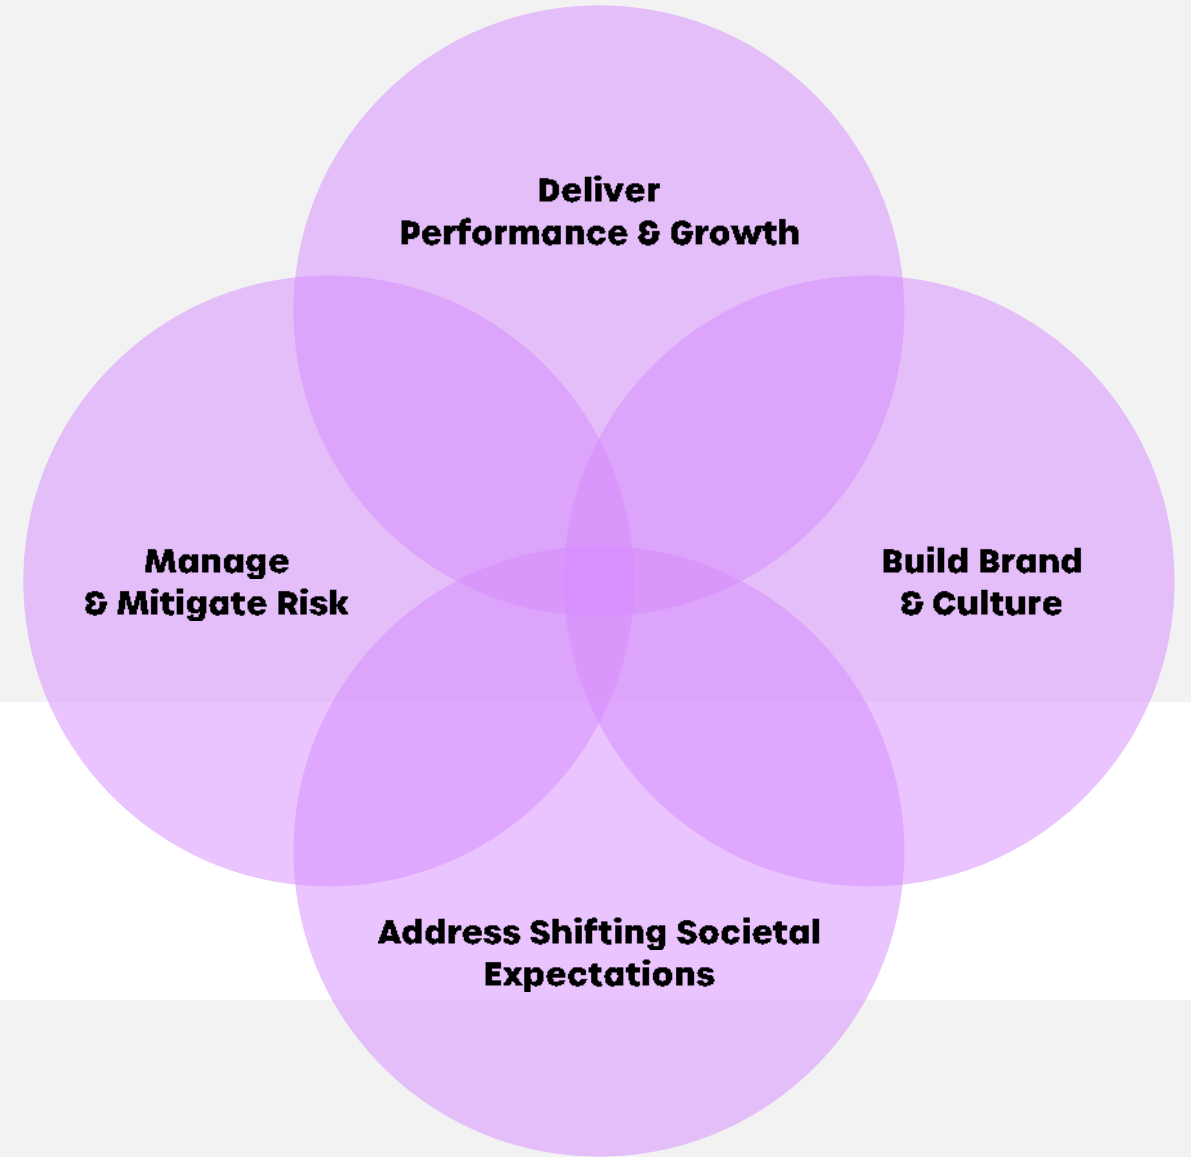 Deliver
Performance & Growth
Manage
& Mitigate Risk
Build Brand
& Culture
Address Shifting Societal
Expectations